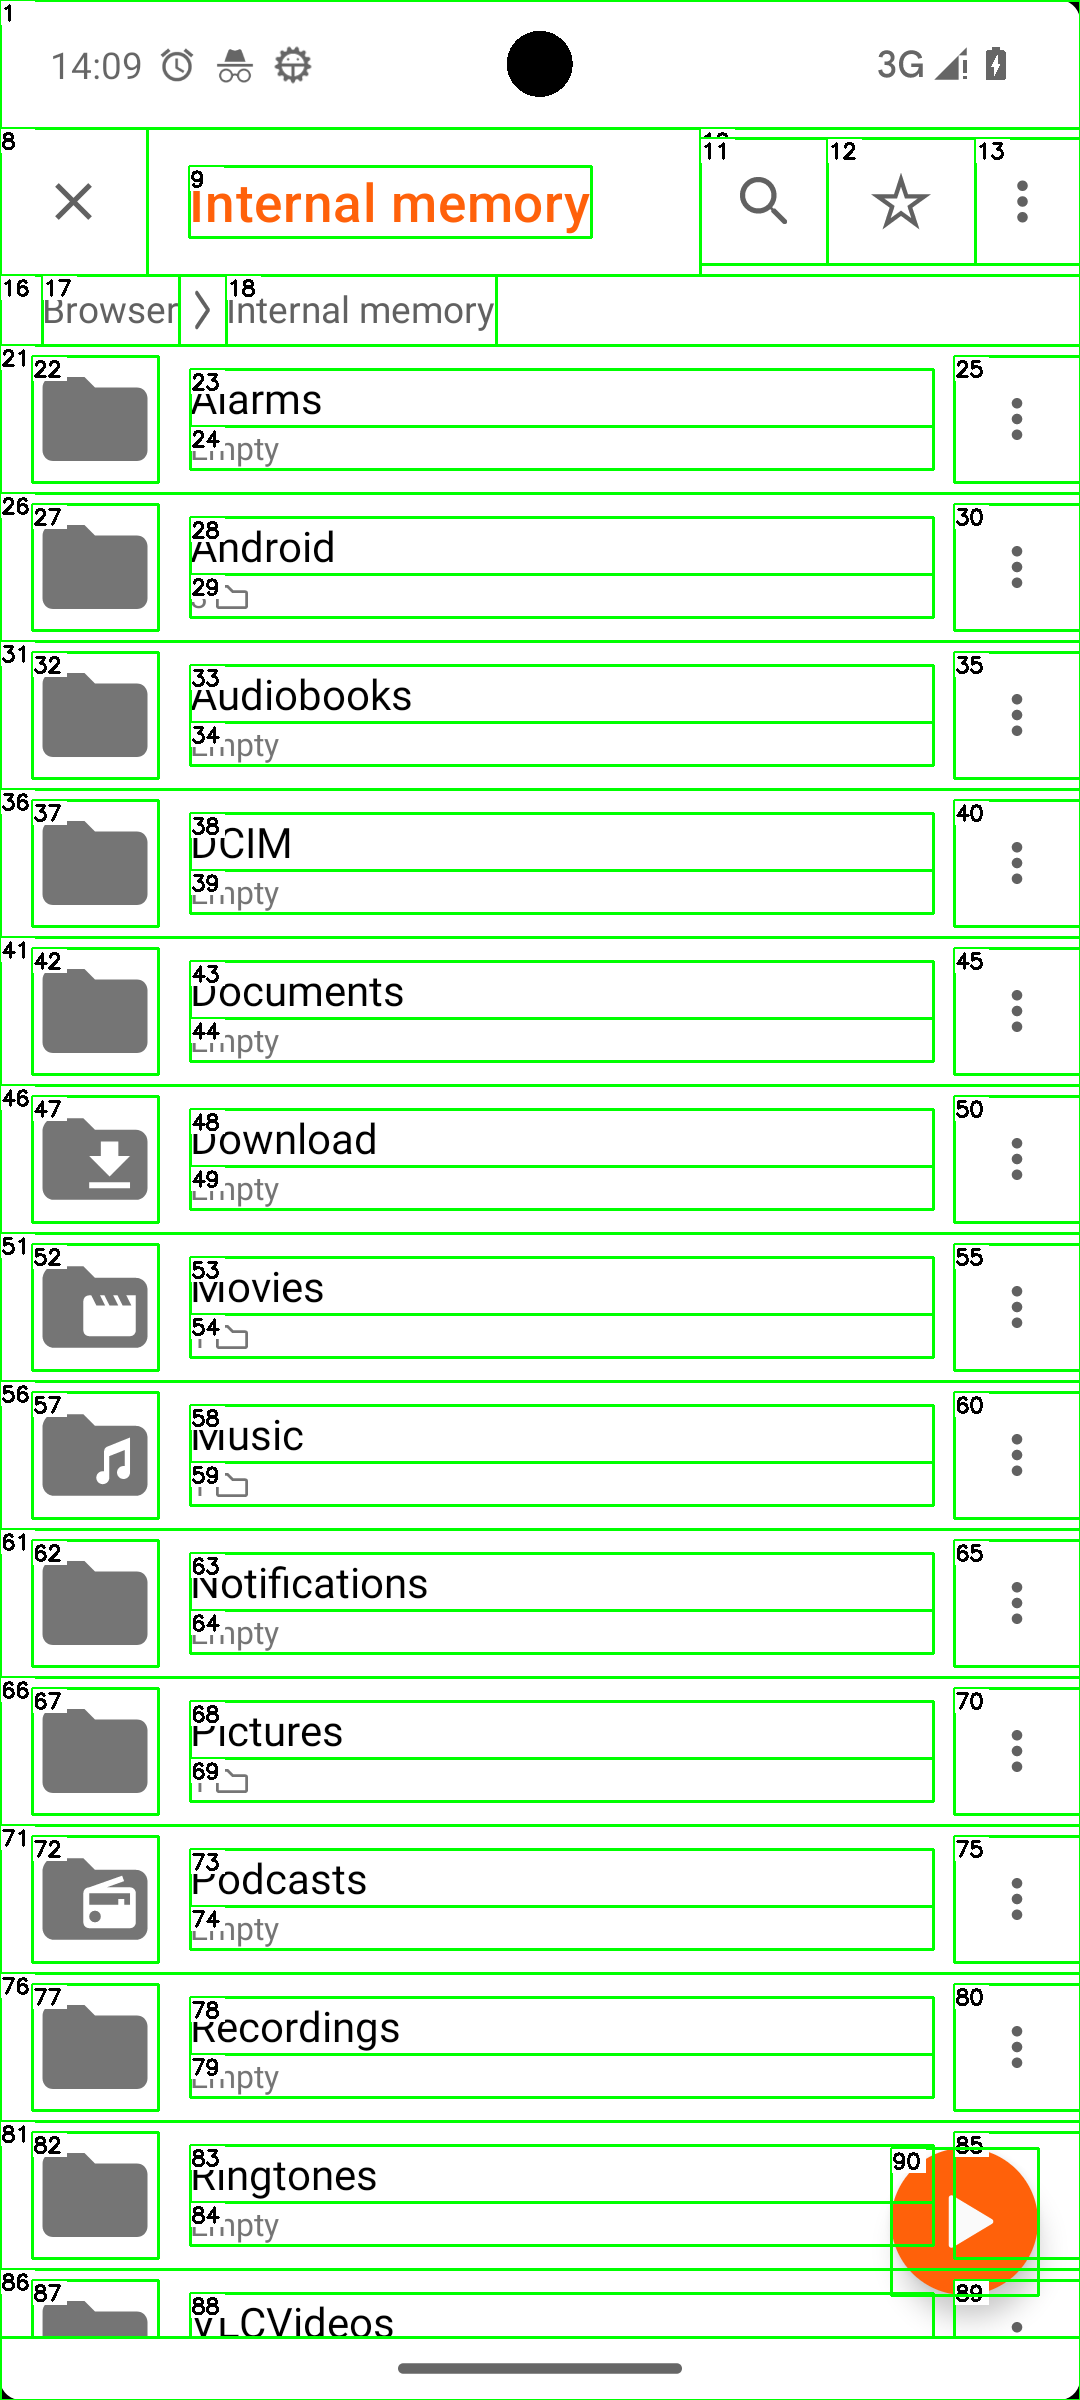 1
14:09 3G
8 9 Internal memory 10 11 12 13
16 17 Browser 18 Internal memory
21 22 23 Alarms 25
24 Empty
26 27 28 Android 30
29 3
31 32 33 Audiobooks 35
34 Empty
36 37 38 DCIM 40
39 Empty
41 42 43 Documents 45
44 Empty
46 47 48 Download 50
49 Empty
51 52 53 Movies 55
54 1
56 57 58 Music 60
59 1
61 62 63 Notifications 65
64 Empty
66 67 68 Pictures 70
69 1
71 72 73 Podcasts 75
74 Empty
76 77 78 Recordings 80
79 Empty
81 82 83 Ringtones 85
90
84 Empty
86 87 88 VLCVideos 89